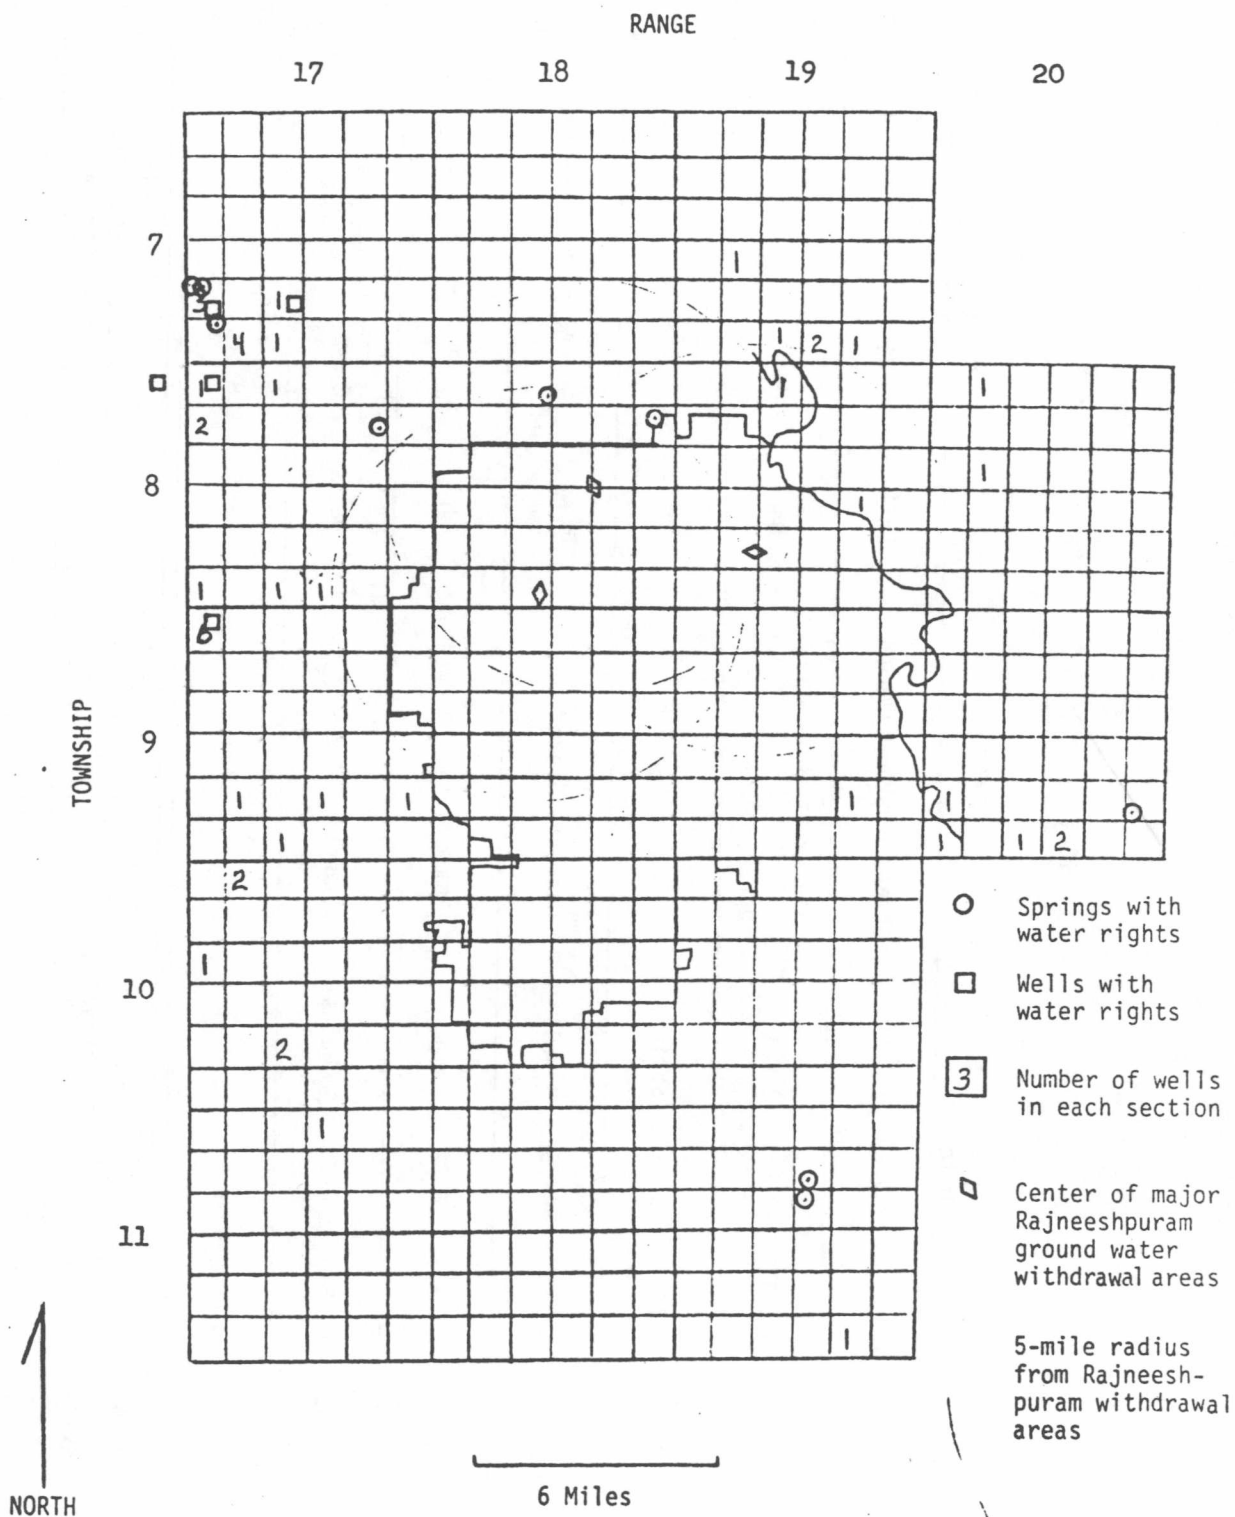 RANGE
17 18 19 20
7
1
3 1
4 1 1 2 1
1 1 1 1
2
8 1
1
1 1 1
6
TOWNSHIP
9
1 1 1 1 1
1 1 1 2
2
Springs with
water rights
1
10
Wells with
water rights
2
3 Number of wells
in each section
1
Center of major
Rajneeshpuram
ground water
withdrawal areas
11
1
5-mile radius
from Rajneesh-
puram withdrawal
areas
6 Miles
NORTH